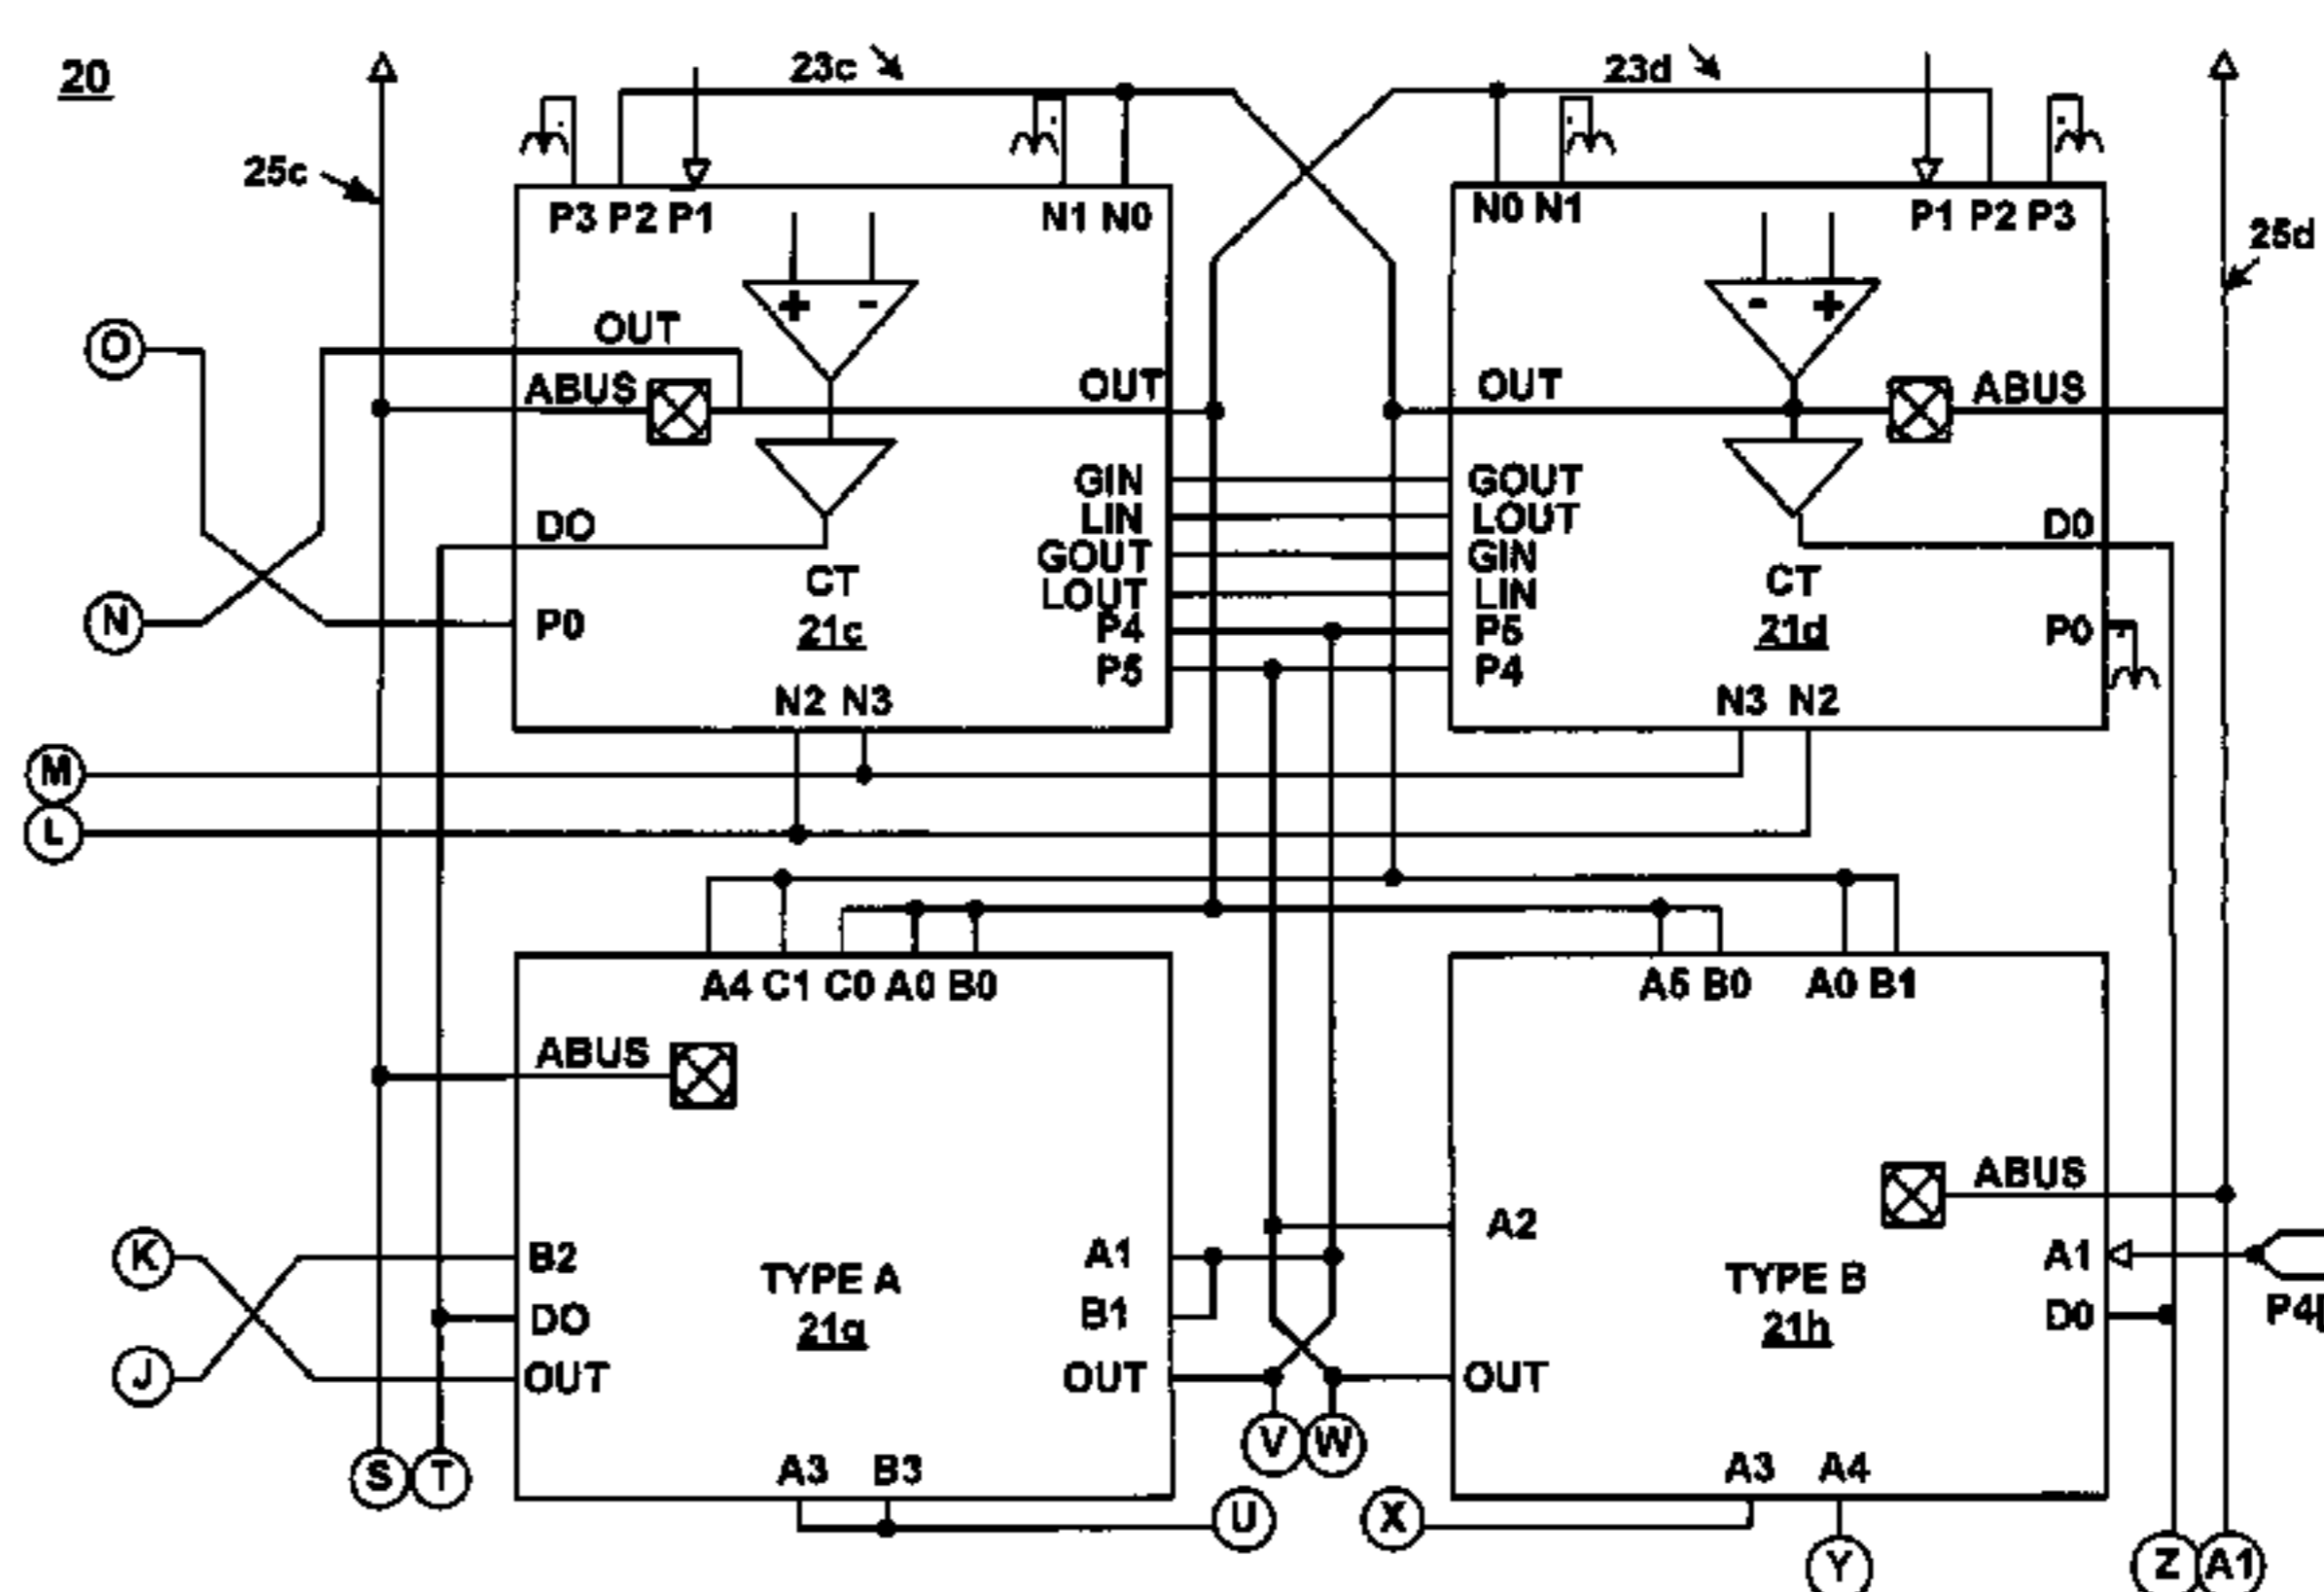 20
23c
23d
25c
P3 P2 P1
N1 N0
N0 N1
P1 P2 P3
25d
+ -
- +
O
OUT
ABUS
OUT
OUT
ABUS
GIN
GOUT
LIN
LOUT
DO
D0
GOUT
GIN
CT
CT
LOUT
LIN
N
P0
21c
P4
P5
21d
P0
P5
P4
N2 N3
N3 N2
M
L
A4 C1 C0 A0 B0
A5 B0
A0 B1
ABUS
ABUS
A2
K
B2
A1
A1
TYPE A
TYPE B
P4
DO
21g
B1
21h
D0
J
OUT
OUT
OUT
V
W
S
T
A3
B3
A3
A4
U
X
Y
Z
A1